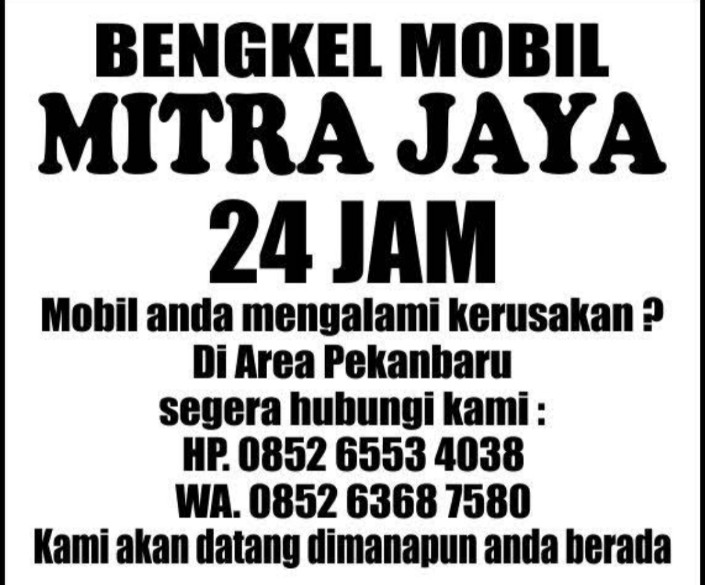 BENGKEL MOBIL
MITRA JAYA
24 JAM
Mobil anda mengalami kerusakan ?
Di Area Pekanbaru
segera hubungi kami :
HP. 0852 6553 4038
WA. 0852 6368 7580
Kami akan datang dimanapun anda berada